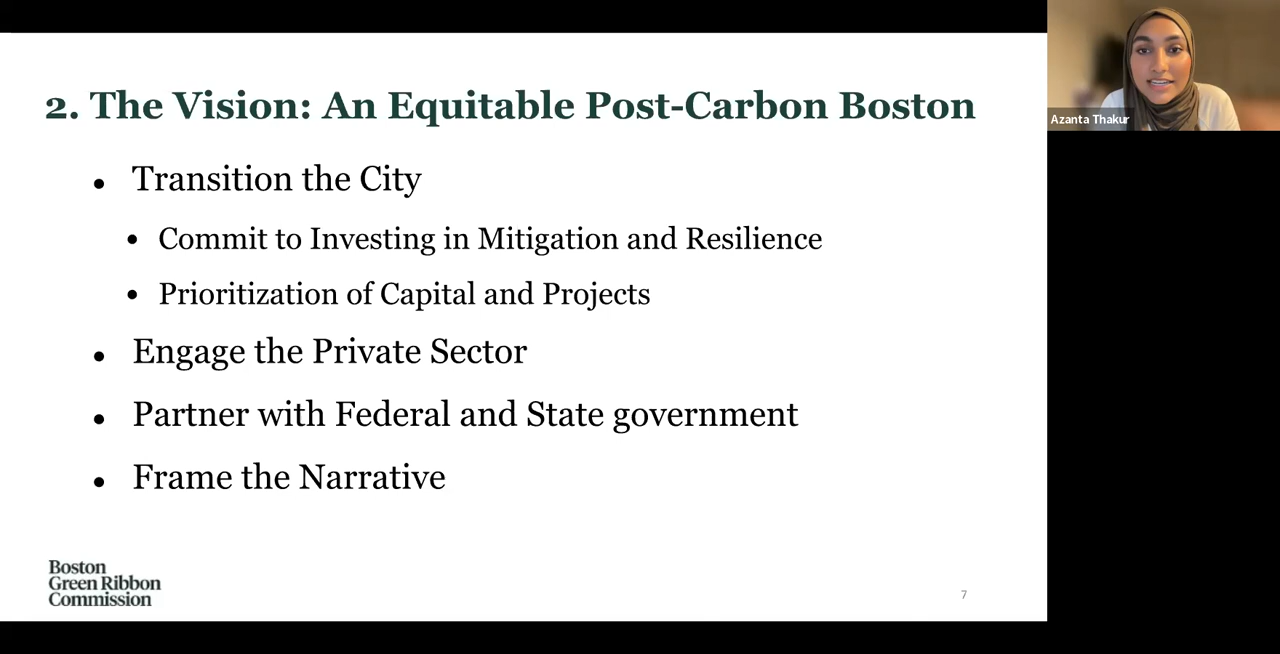 2. The Vision: An Equitable Post-Carbon Boston
• Transition the City
• Commit to Investing in Mitigation and Resilience
• Prioritization of Capital and Projects
• Engage the Private Sector
• Partner with Federal and State government
• Frame the Narrative
Boston
Green Ribbon
Commission
7
Azanta Thakur